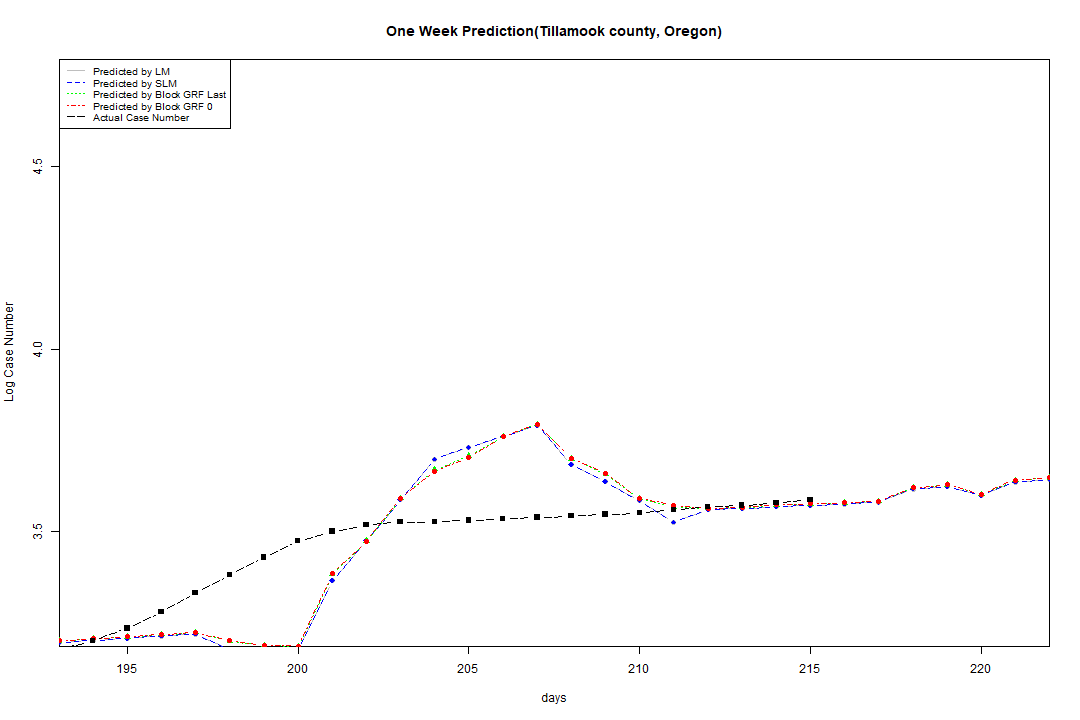 One Week Prediction(Tillamook county, Oregon)
Predicted by LM
Predicted by SLM
Predicted by Block GRF Last
Predicted by Block GRF 0
Actual Case Number
4.5
4.0
3.5
Log Case Number
195 200 205 210 215 220
days